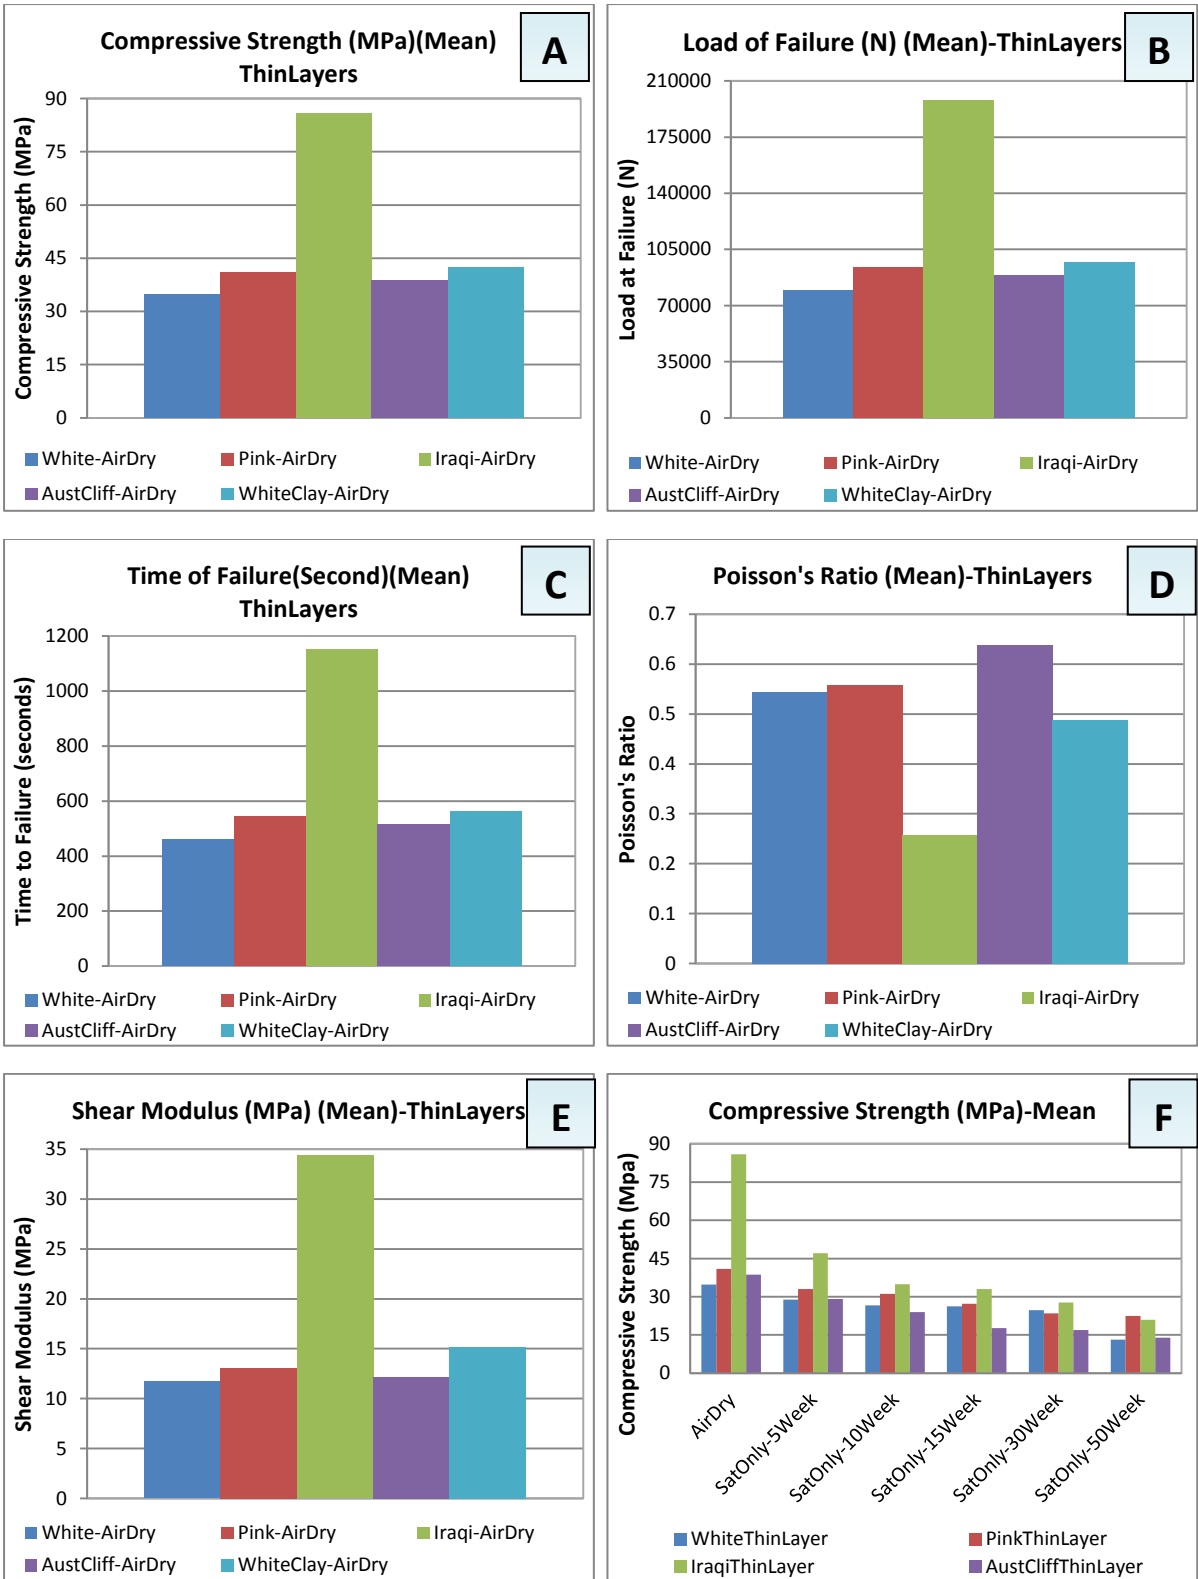 Compressive Strength (MPa)(Mean)
ThinLayers
A
Compressive Strength (MPa)
90
75
60
45
30
15
0
White-AirDry
Pink-AirDry
Iraqi-AirDry
AustCliff-AirDry
WhiteClay-AirDry
Load of Failure (N) (Mean)-ThinLayers
B
Load at Failure (N)
210000
175000
140000
105000
70000
35000
0
White-AirDry
Pink-AirDry
Iraqi-AirDry
AustCliff-AirDry
WhiteClay-AirDry
Time of Failure(Second)(Mean)
ThinLayers
C
Time to Failure (seconds)
1200
1000
800
600
400
200
0
White-AirDry
Pink-AirDry
Iraqi-AirDry
AustCliff-AirDry
WhiteClay-AirDry
Poisson's Ratio (Mean)-ThinLayers
D
Poisson's Ratio
0.7
0.6
0.5
0.4
0.3
0.2
0.1
0
White-AirDry
Pink-AirDry
Iraqi-AirDry
AustCliff-AirDry
WhiteClay-AirDry
Shear Modulus (MPa) (Mean)-ThinLayers
E
Shear Modulus (MPa)
35
30
25
20
15
10
5
0
White-AirDry
Pink-AirDry
Iraqi-AirDry
AustCliff-AirDry
WhiteClay-AirDry
Compressive Strength (MPa)-Mean
F
Compressive Strength (Mpa)
90
75
60
45
30
15
0
AirDry
SatOnly-5Week
SatOnly-10Week
SatOnly-15Week
SatOnly-30Week
SatOnly-50Week
WhiteThinLayer
PinkThinLayer
IraqiThinLayer
AustCliffThinLayer